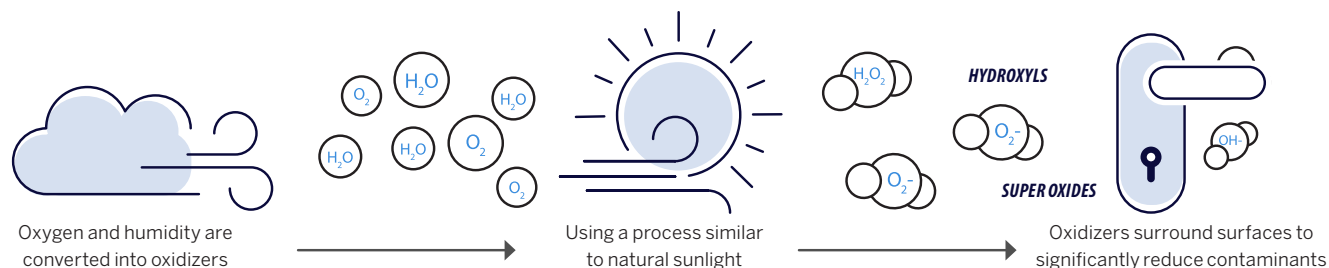 O₂
H₂O
H₂O
H₂O
H₂O
O₂
O₂
H₂O₂
HYDROXYLS
O₂-
O₂-
SUPER OXIDES
OH-
Oxygen and humidity are
converted into oxidizers
Using a process similar
to natural sunlight
Oxidizers surround surfaces to
significantly reduce contaminants